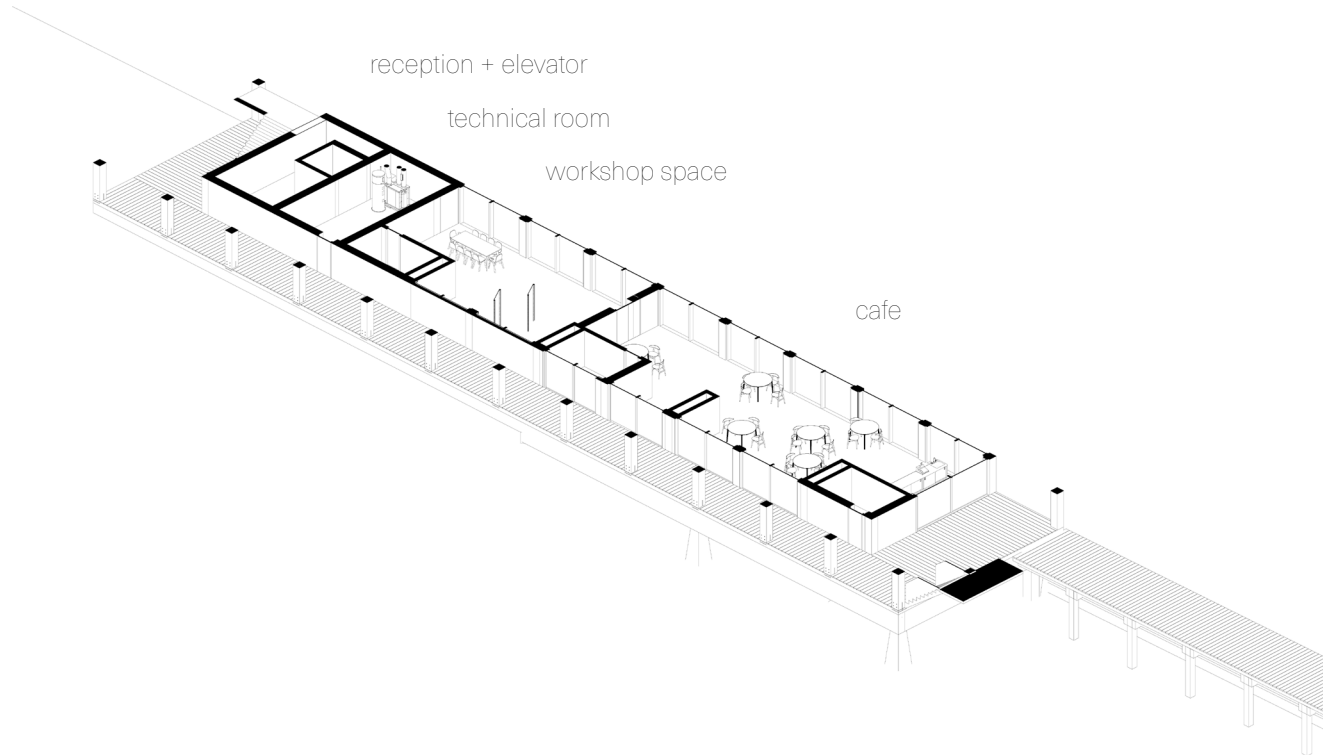 reception + elevator
technical room
workshop space
cafe